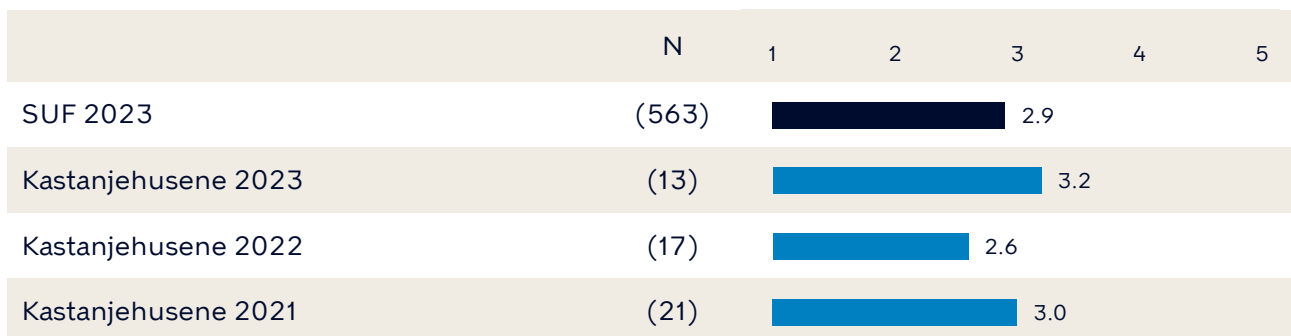 N 1 2 3 4 5
SUF 2023 (563) 2.9
Kastanjehusene 2023 (13) 3.2
Kastanjehusene 2022 (17) 2.6
Kastanjehusene 2021 (21) 3.0